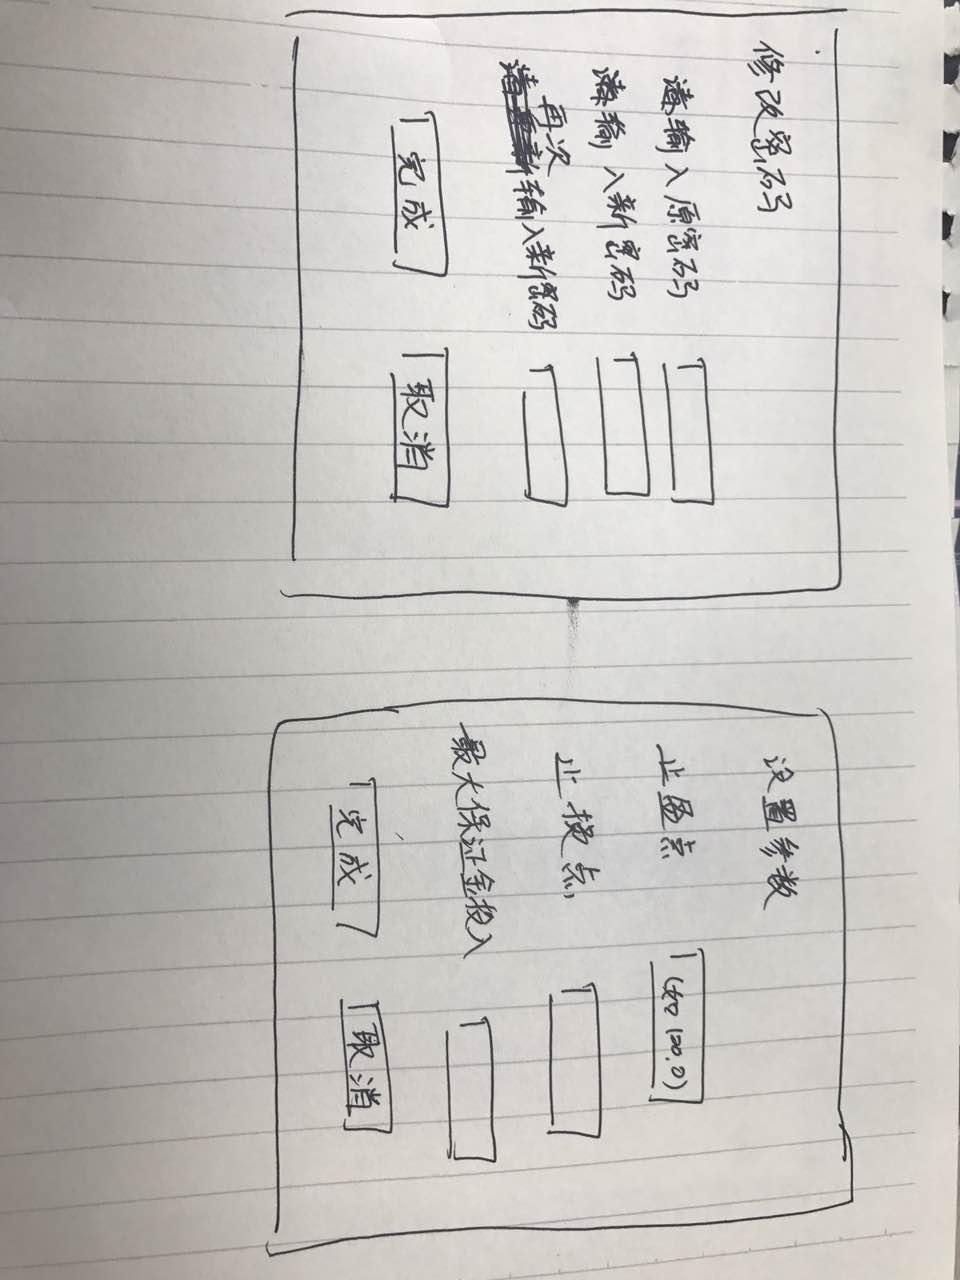 修改密码
请输入原密码
请输入新密码
再次
输入新密码
完成
取消
设置参数
止盈点
(如120.0)
止损点
最大保证金投入
完成
取消